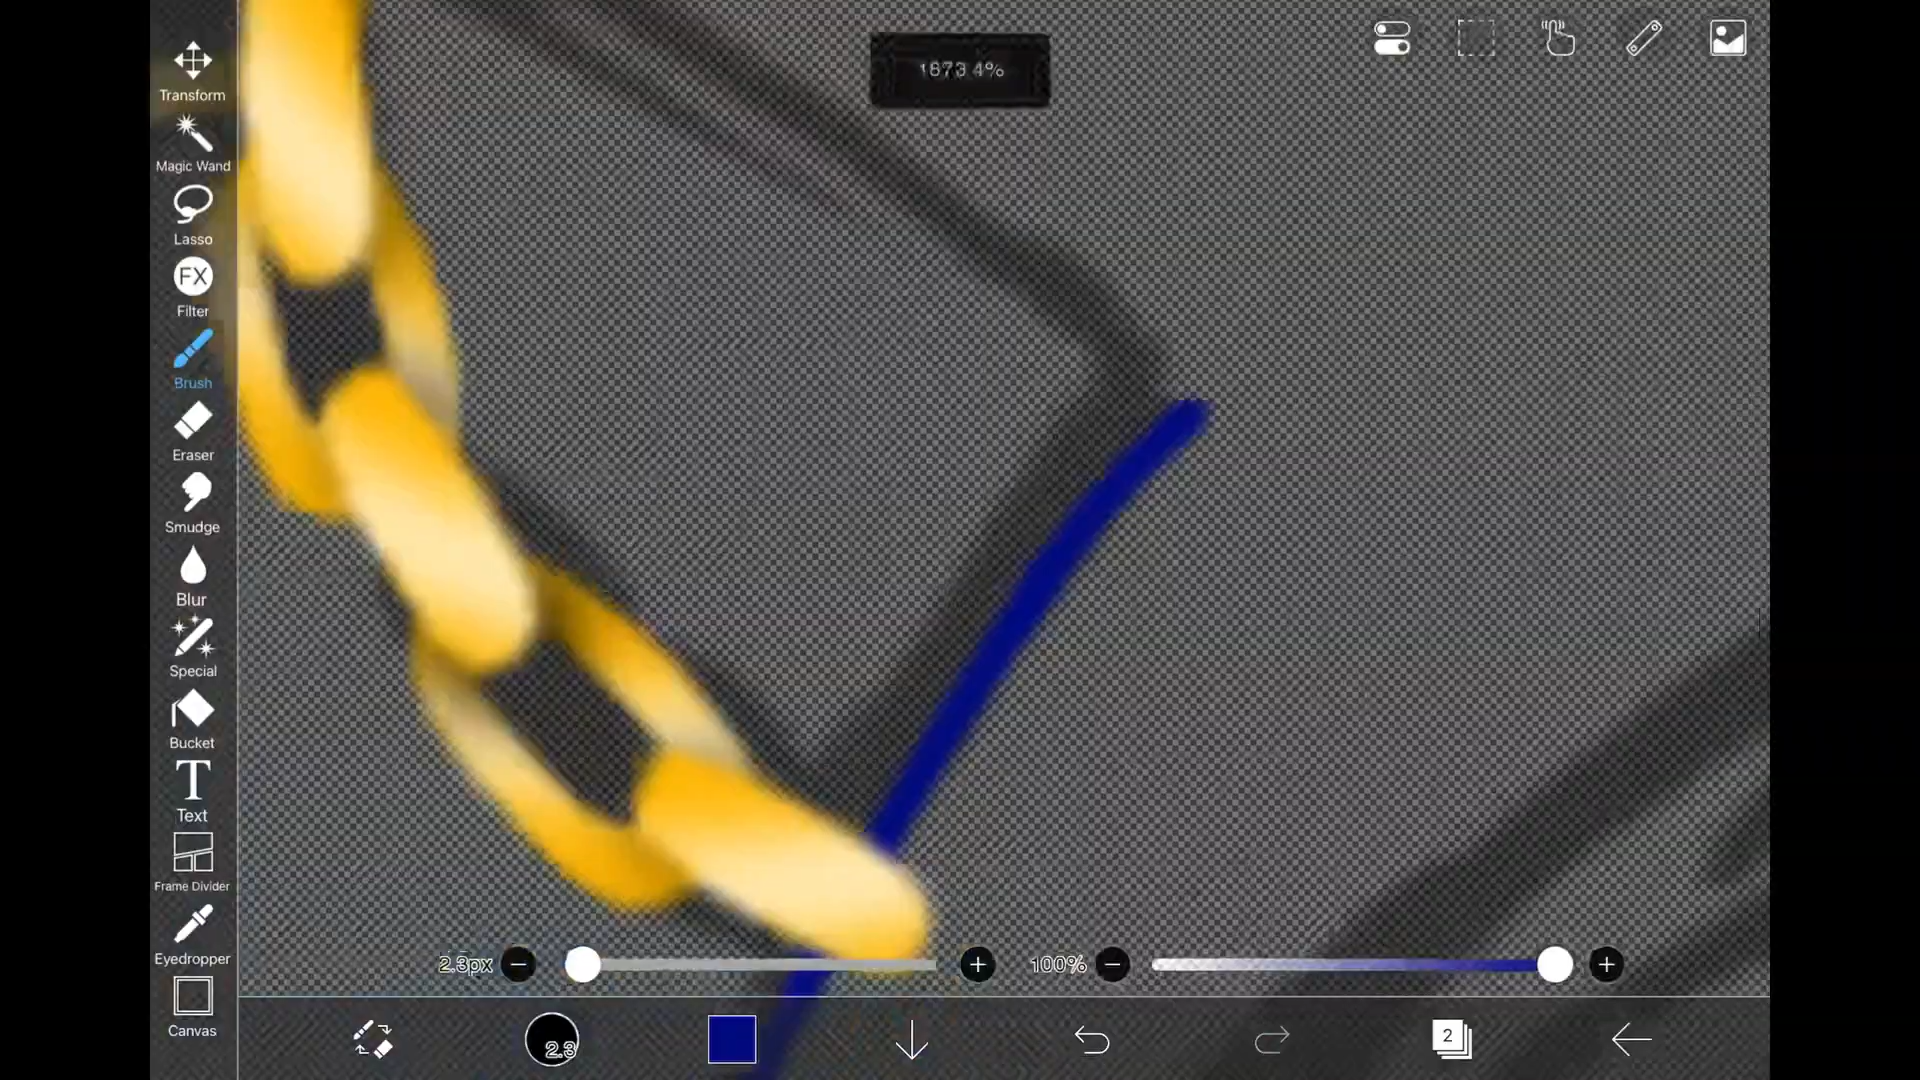 1873.4%
Transform
Magic Wand
Lasso
FX
Filter
Brush
Eraser
Smudge
Blur
Special
Bucket
T
Text
Frame Divider
Eyedropper
Canvas
2.3px
100%
2.3
2